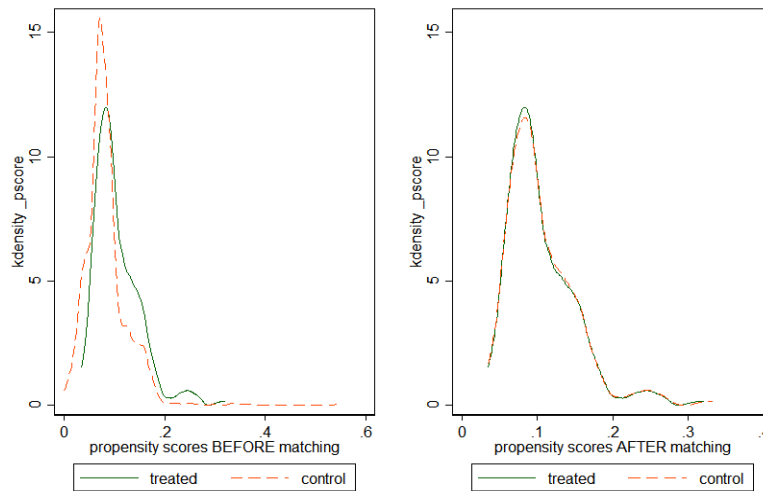 15
10
5
0
kdensity _pscore
0 .2 .4 .6
propensity scores BEFORE matching
treated control
15
10
5
0
kdensity _pscore
0 .1 .2 .3 .4
propensity scores AFTER matching
treated control